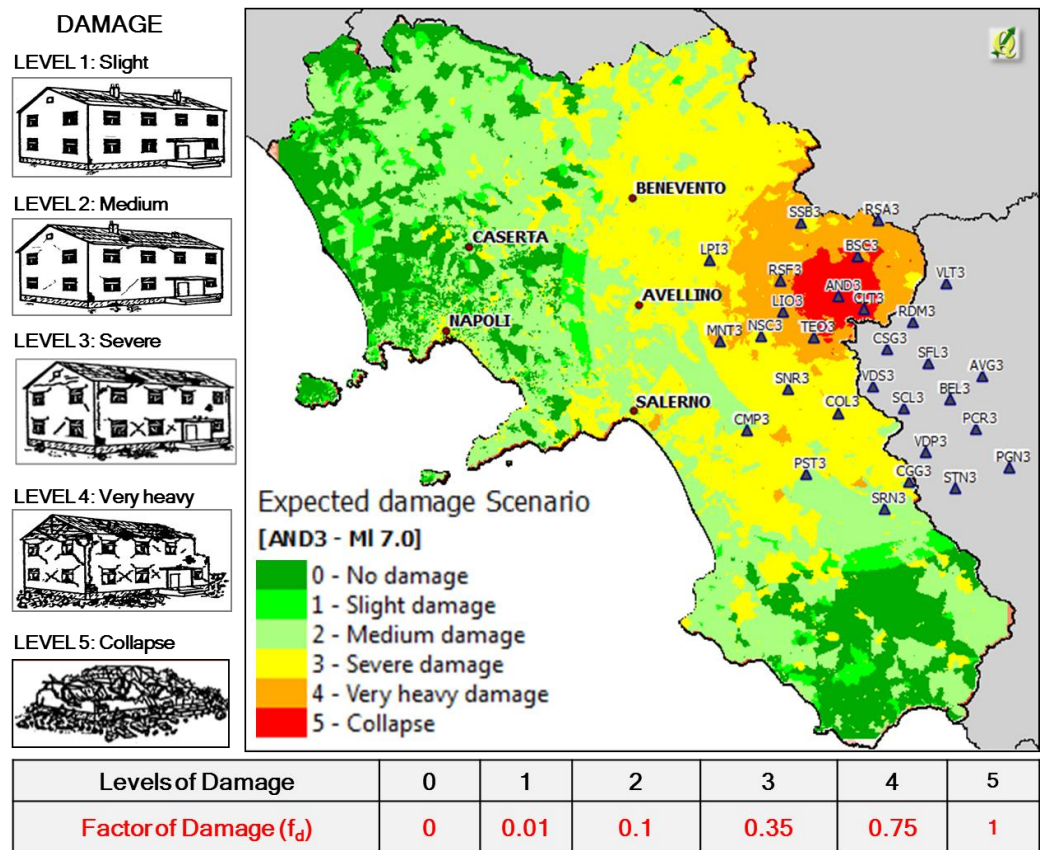 DAMAGE
LEVEL 1: Slight
LEVEL 2: Medium
LEVEL 3: Severe
LEVEL 4: Very heavy
LEVEL 5: Collapse
BENEVENTO
CASERTA
AVELLINO
NAPOLI
SALERNO
SSB3
RSA3
LPI3
BSC3
RSF3
VLT3
AND3
LIO3
CLT3
RDM3
MNT3
NSC3
TEO3
CSG3
SFL3
AVG3
SNR3
VDS3
BEL3
COL3
SCL3
CMP3
PCR3
VDP3
PST3
CGG3
STN3
PGN3
SRN3
Expected damage Scenario
[AND3 - Ml 7.0]
0 - No damage
1 - Slight damage
2 - Medium damage
3 - Severe damage
4 - Very heavy damage
5 - Collapse
Levels of Damage 0 1 2 3 4 5
Factor of Damage (fd) 0 0.01 0.1 0.35 0.75 1